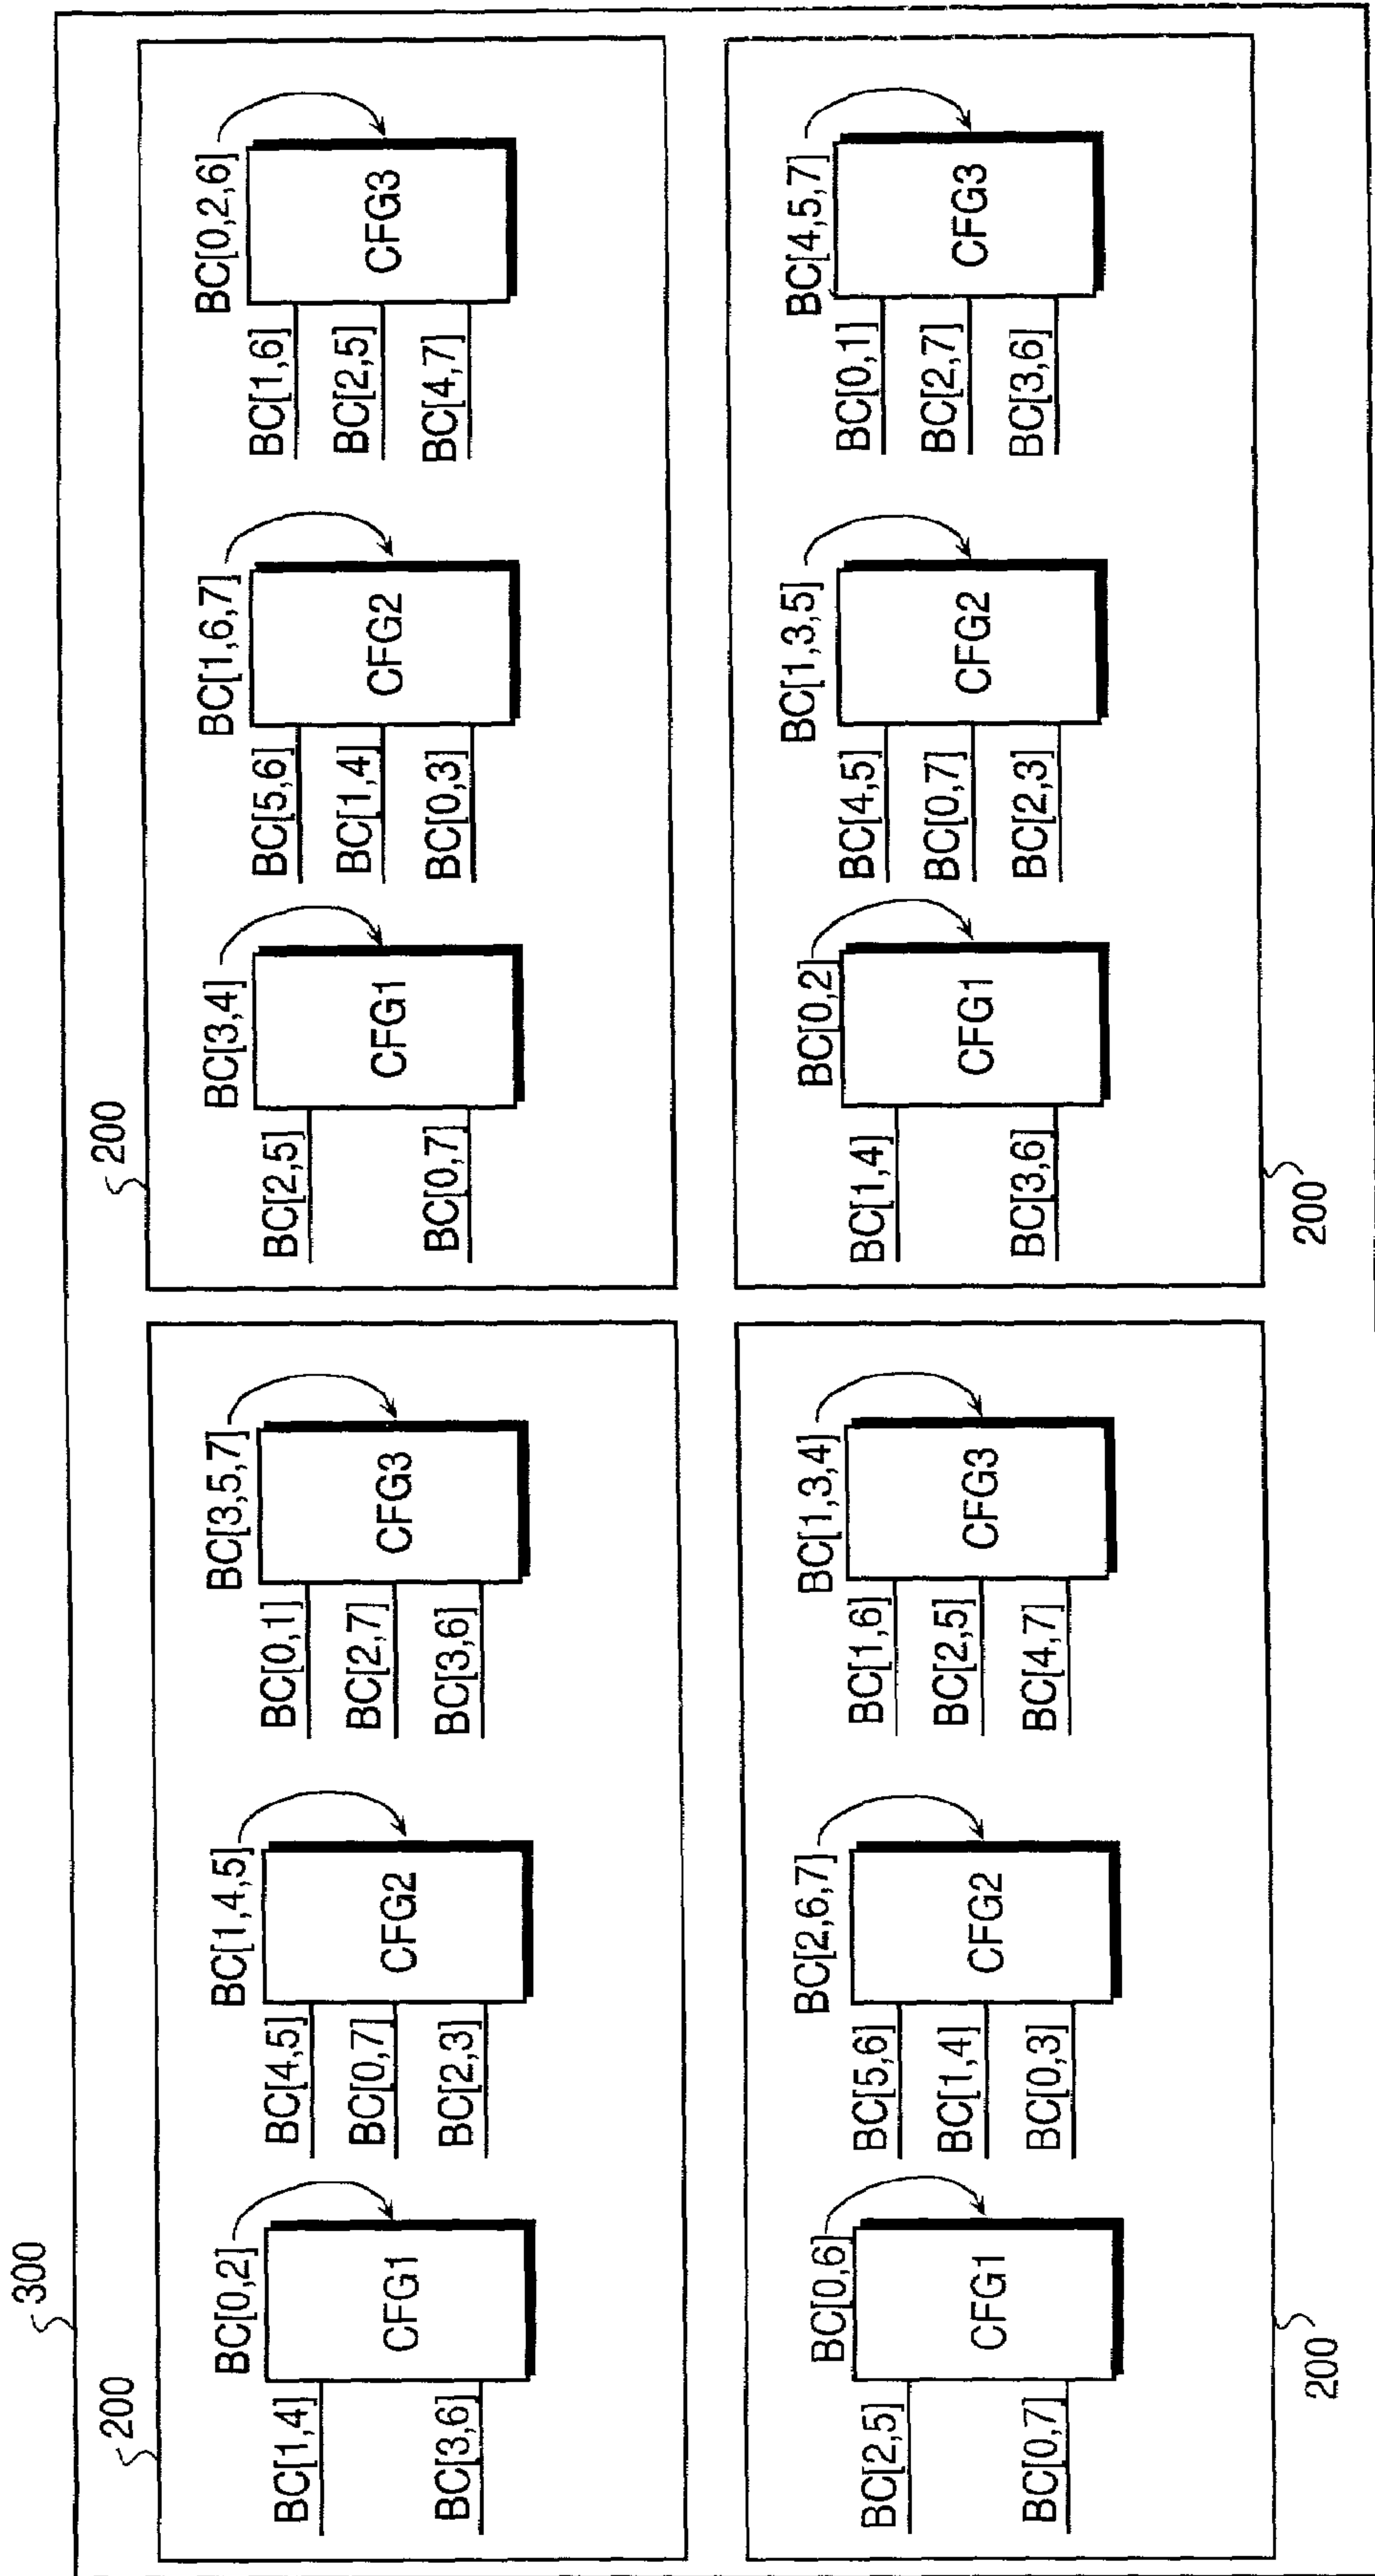 300
200
BC[0,2]
BC[1,4]
BC[3,6]
CFG1
BC[1,4,5]
BC[4,5]
BC[0,7]
BC[2,3]
CFG2
BC[3,5,7]
BC[0,1]
BC[2,7]
BC[3,6]
CFG3
200
BC[3,4]
BC[2,5]
BC[0,7]
CFG1
BC[1,6,7]
BC[5,6]
BC[1,4]
BC[0,3]
CFG2
BC[0,2,6]
BC[1,6]
BC[2,5]
BC[4,7]
CFG3
BC[0,6]
BC[2,5]
BC[0,7]
CFG1
BC[2,6,7]
BC[5,6]
BC[1,4]
BC[0,3]
CFG2
BC[1,3,4]
BC[1,6]
BC[2,5]
BC[4,7]
CFG3
200
BC[0,2]
BC[1,4]
BC[3,6]
CFG1
BC[1,3,5]
BC[4,5]
BC[0,7]
BC[2,3]
CFG2
BC[4,5,7]
BC[0,1]
BC[2,7]
BC[3,6]
CFG3
200